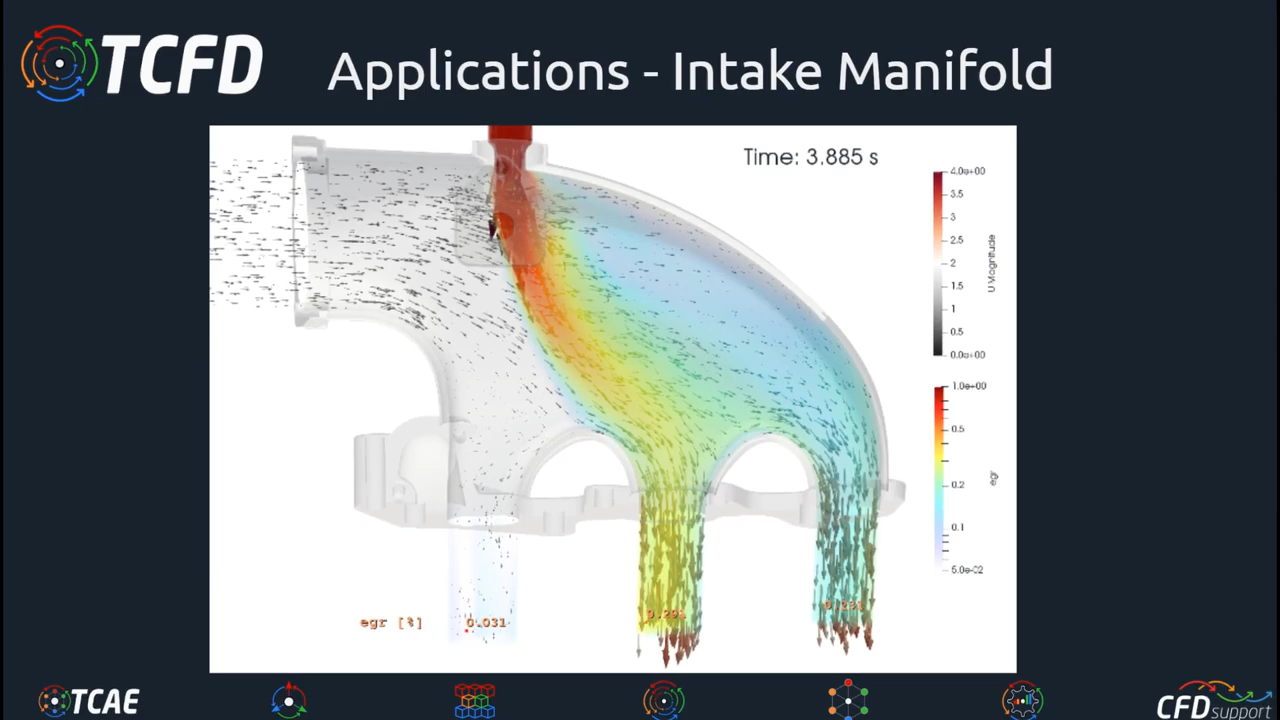 TCFD
Applications - Intake Manifold
Time: 3.885 s
4.0e+00
3.5
3
2.5
2
1.5
1
0.5
0.0e+00
U Magnitude
1.0e+00
0.5
0.2
0.1
5.0e-02
egr
egr [%] 0.031
TCAE
CFD support